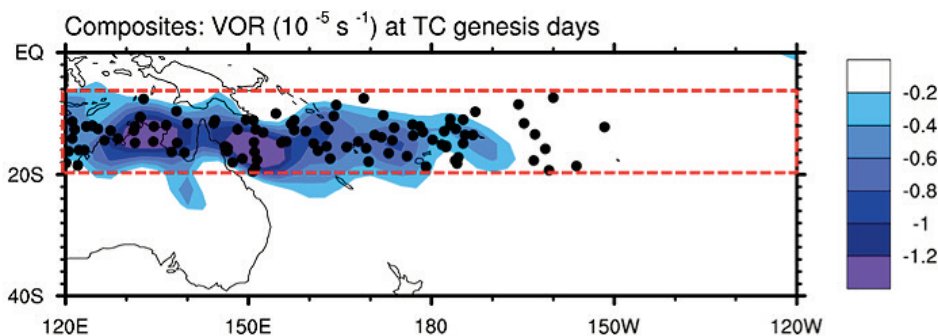 Composites: VOR (10 -5 s -1) at TC genesis days
EQ
20S
40S
120E 150E 180 150W 120W
-0.2
-0.4
-0.6
-0.8
-1
-1.2